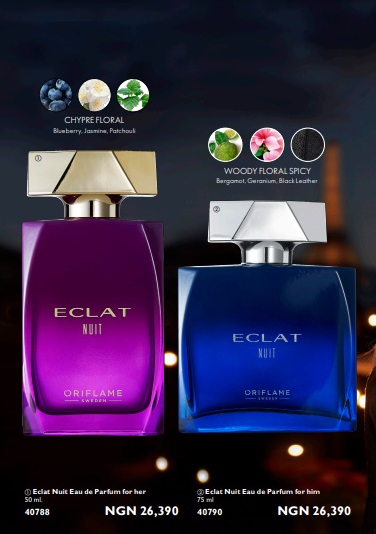 CHYPRE FLORAL
Blueberry, Jasmine, Patchouli
WOODY FLORAL SPICY
Bergamot, Geranium, Black Leather
①
②
ECLAT
NUIT
ORIFLAME
SWEDEN
ECLAT
NUIT
ORIFLAME
SWEDEN
① Eclat Nuit Eau de Parfum for her
50 ml.
40788 NGN 26,390
② Eclat Nuit Eau de Parfum for him
75 ml
40790 NGN 26,390